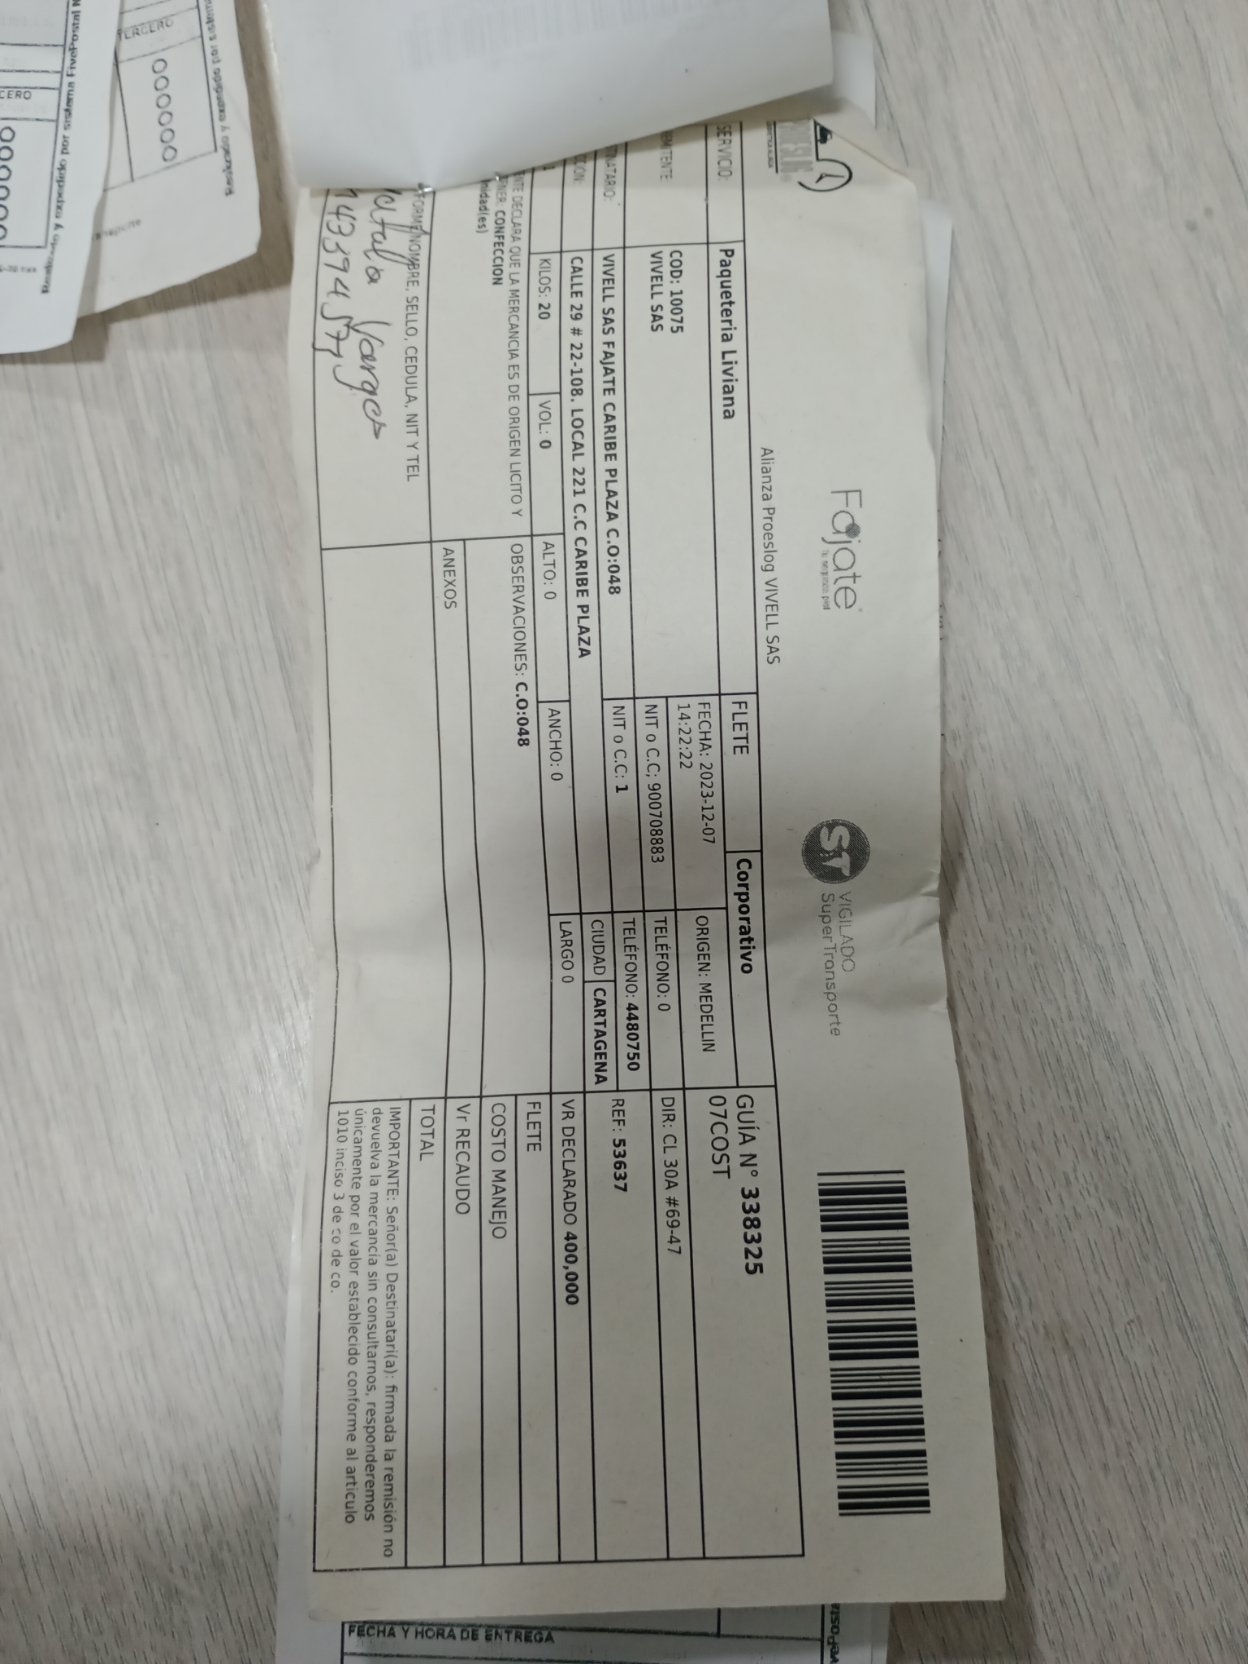 Fajate
VIGILADO
SuperTransporte
Alianza Proeslog VIVELL SAS
SERVICIO:
Paqueteria Liviana
FLETE
Corporativo
GUÍA N° 338325
07COST
COD: 10075
VIVELL SAS
FECHA: 2023-12-07
14:22:22
ORIGEN: MEDELLIN
NIT o C.C; 900708883
TELÉFONO: 0
DIR: CL 30A #69-47
VIVELL SAS FAJATE CARIBE PLAZA C.O:048
NIT o C.C: 1
TELÉFONO: 4480750
REF: 53637
CALLE 29 # 22-108, LOCAL 221 C.C CARIBE PLAZA
CIUDAD
CARTAGENA
KILOS: 20
VOL: 0
ALTO: 0
ANCHO: 0
LARGO 0
VR DECLARADO 400,000
DECLARA QUE LA MERCANCIA ES DE ORIGEN LICITO Y
CONFECCION
OBSERVACIONES: C.O:048
FLETE
COSTO MANEJO
Vr RECAUDO
NOMBRE, SELLO, CEDULA, NIT Y TEL
ANEXOS
TOTAL
Vargas
IMPORTANTE: Señor(a) Destinatari(a): firmada la remisión no
devuelva la mercancía sin consultarnos, responderemos
únicamente por el valor establecido conforme al articulo
1010 inciso 3 de co de co.
FECHA Y HORA DE ENTREGA